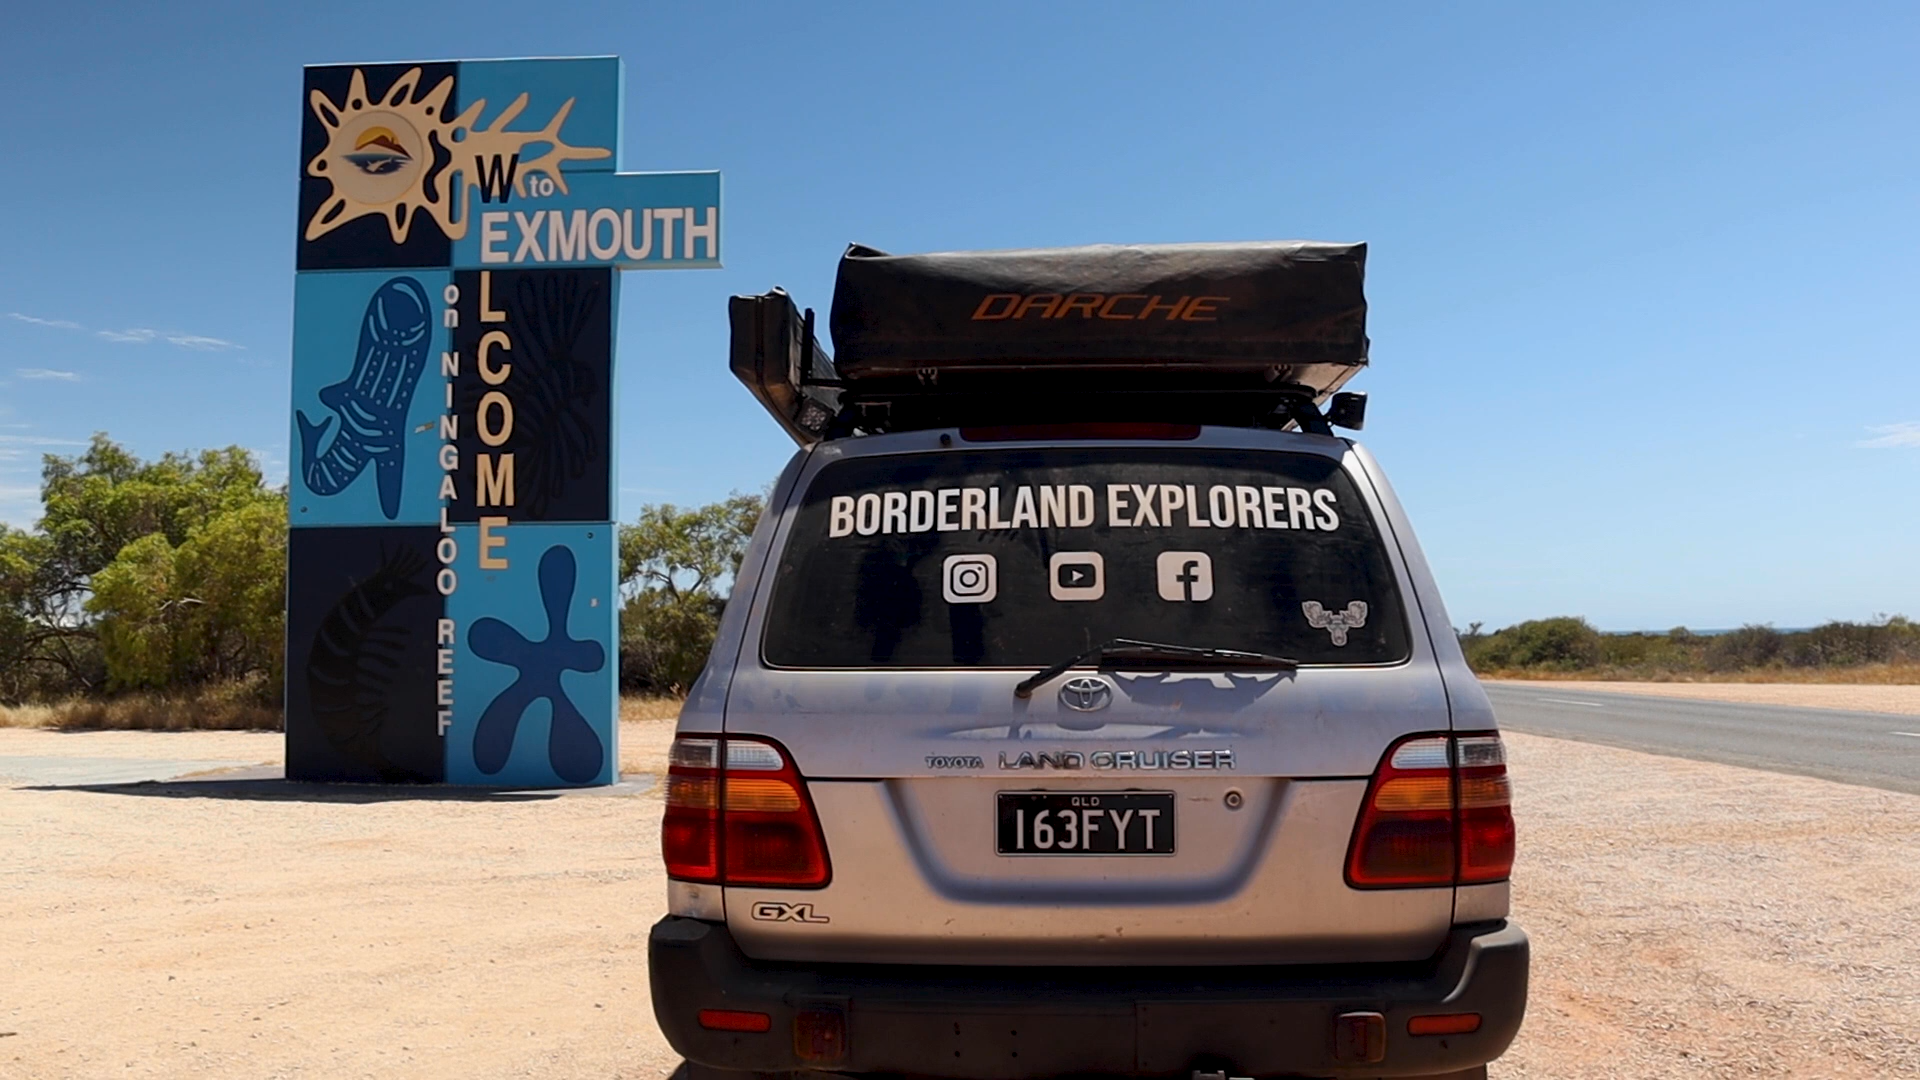 W to
EXMOUTH
WELCOME
on NINGALOO REEF
DARCHE
BORDERLAND EXPLORERS
TOYOTA LAND CRUISER
QLD
163FYT
GXL